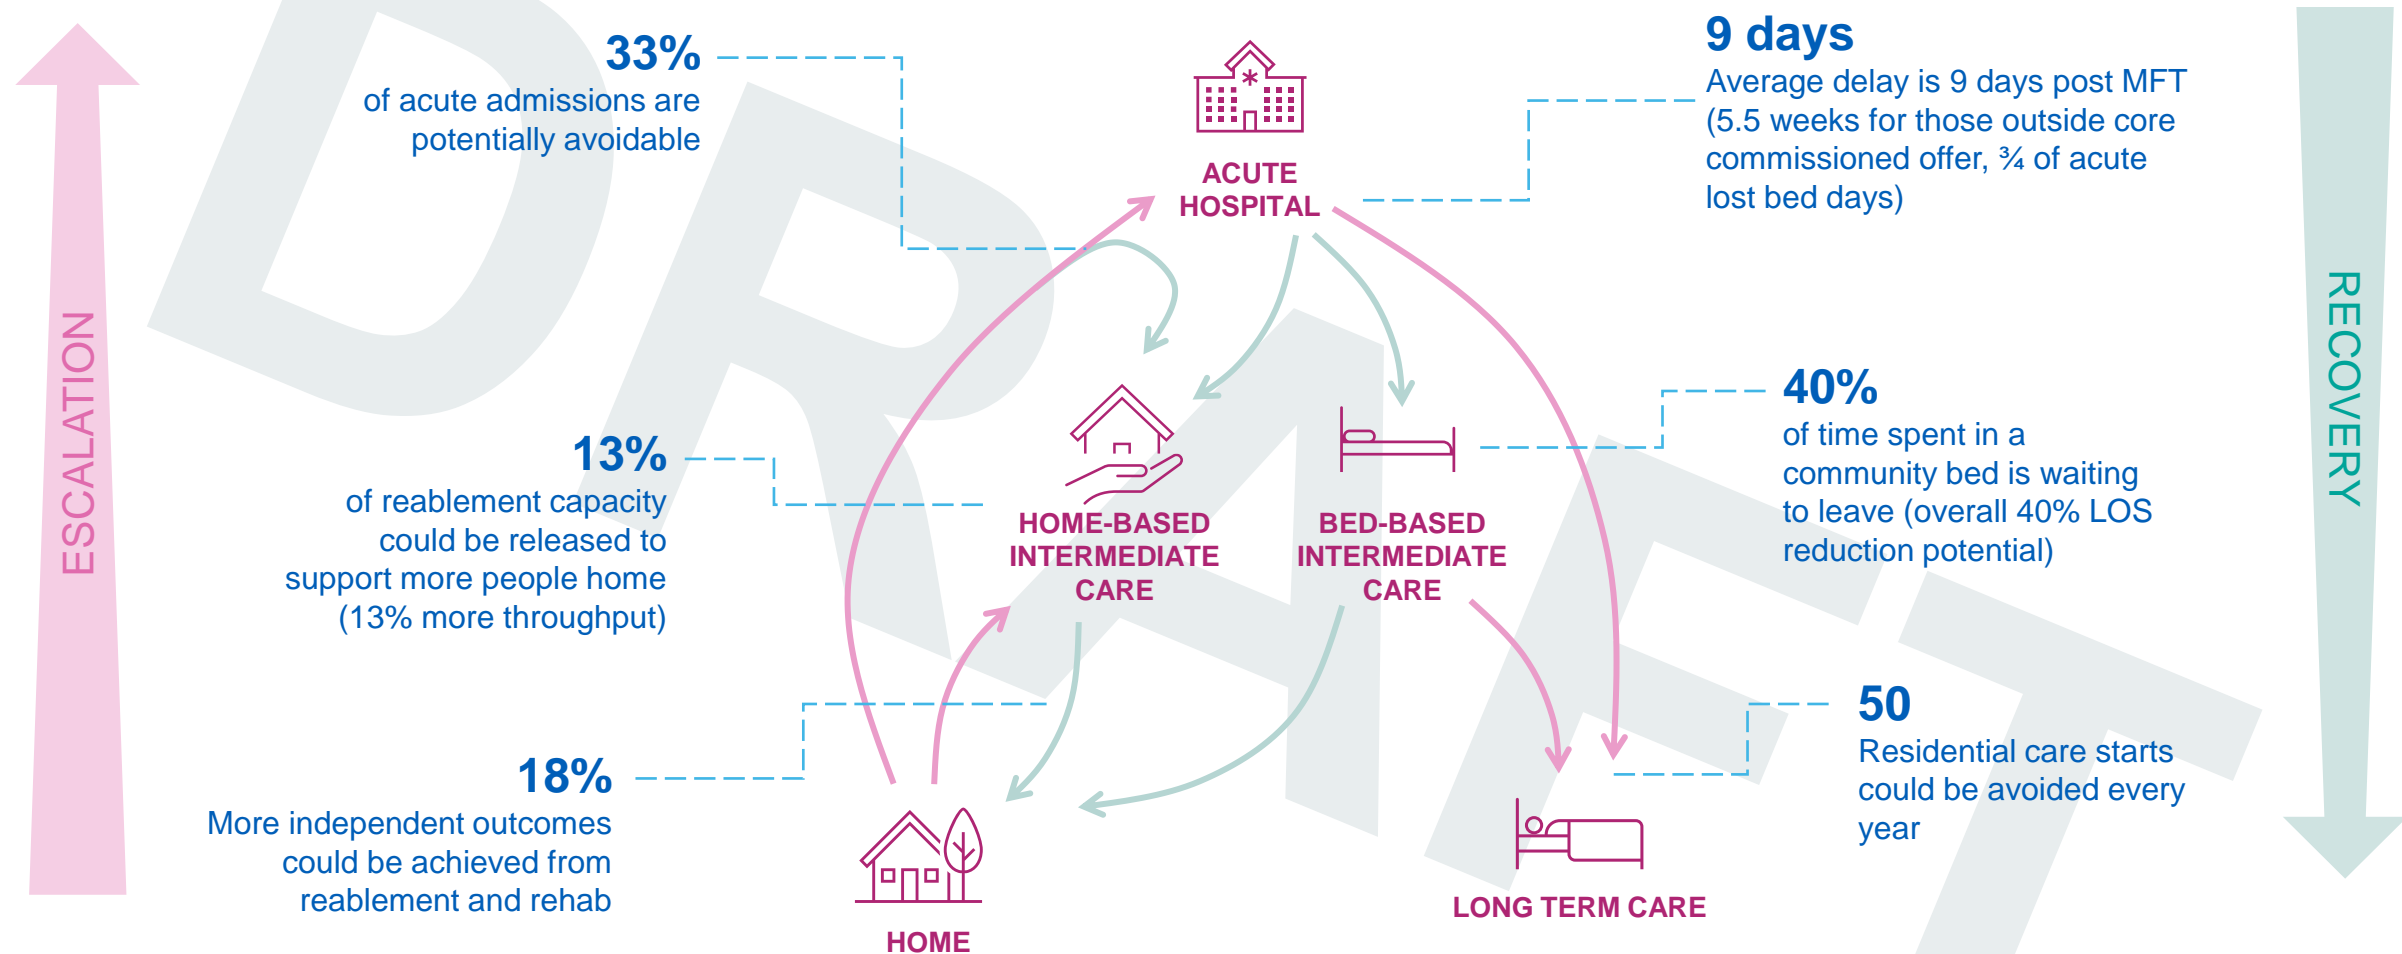 DRAFT
ESCALATION
33%
of acute admissions are
potentially avoidable
13%
of reablement capacity
could be released to
support more people home
(13% more throughput)
18%
More independent outcomes
could be achieved from
reablement and rehab
ACUTE
HOSPITAL
HOME-BASED
INTERMEDIATE
CARE
BED-BASED
INTERMEDIATE
CARE
HOME
LONG TERM CARE
9 days
Average delay is 9 days post MFT
(5.5 weeks for those outside core
commissioned offer, ¾ of acute
lost bed days)
40%
of time spent in a
community bed is waiting
to leave (overall 40% LOS
reduction potential)
50
Residential care starts
could be avoided every
year
RECOVERY